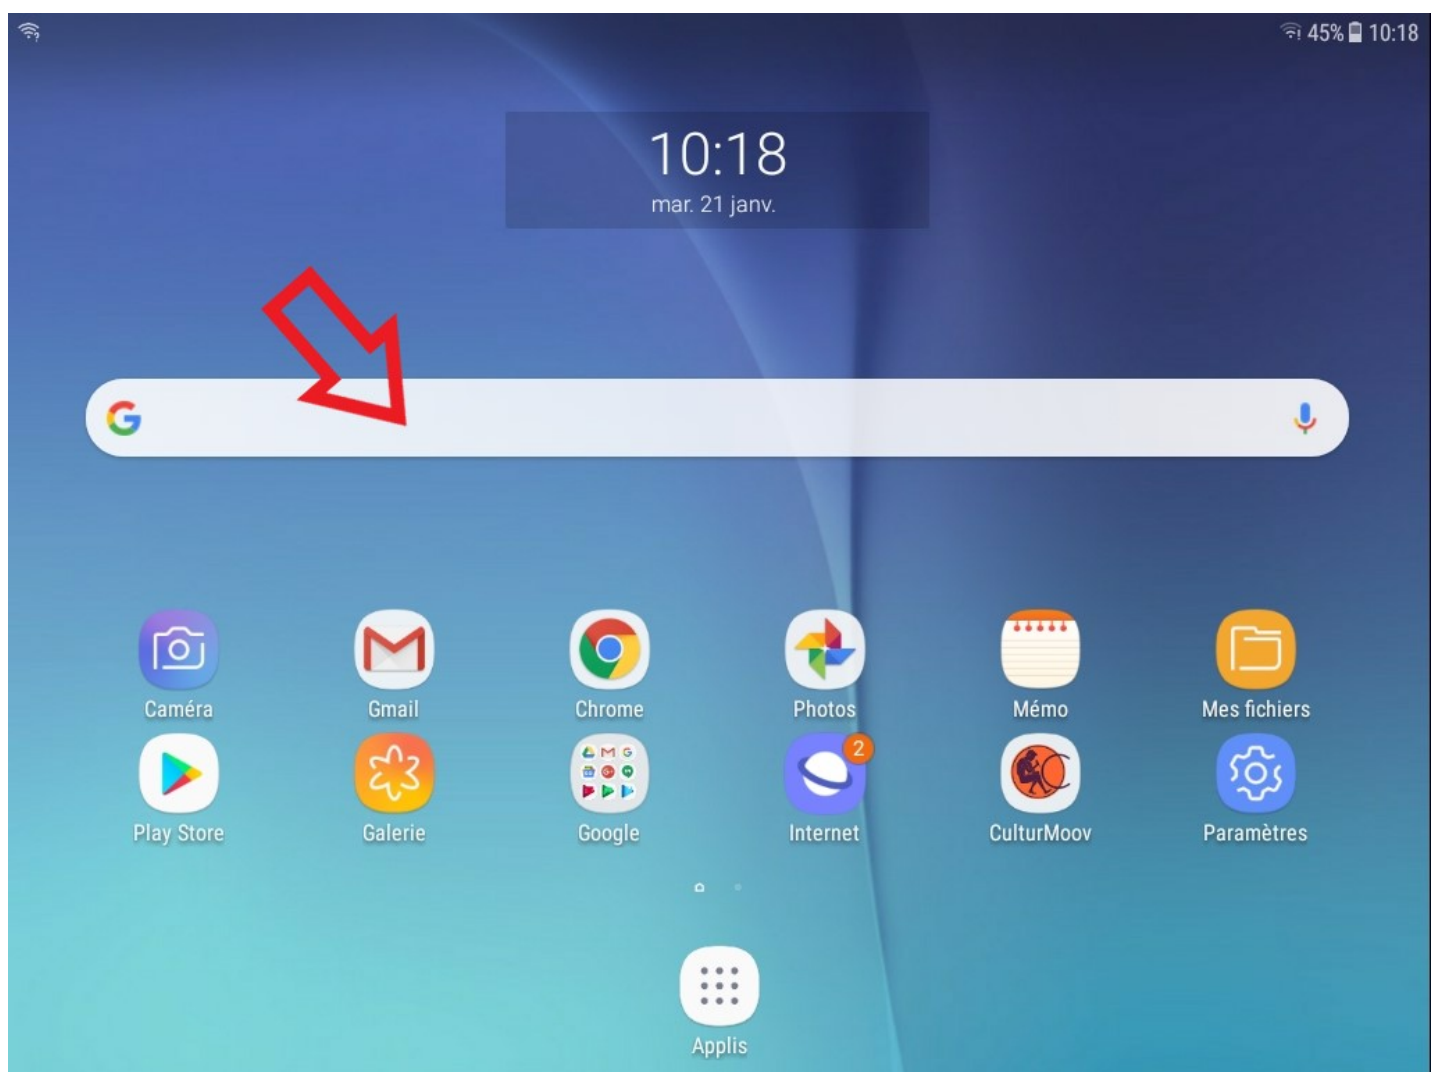 45% 10:18
10:18
mar. 21 janv.
Caméra Gmail Chrome Photos Mémo Mes fichiers
2
Play Store Galerie Google Internet CulturMoov Paramètres
Applis